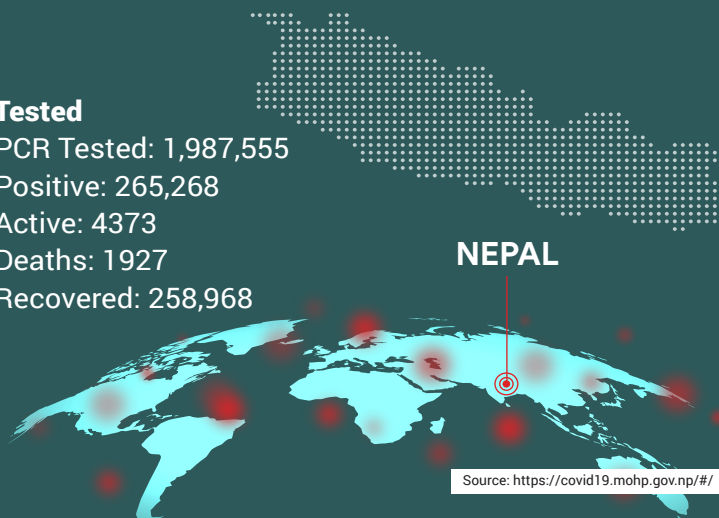 Tested
PCR Tested: 1,987,555
Positive: 265,268
Active: 4373
Deaths: 1927
Recovered: 258,968
NEPAL
Source: https://covid19.mohp.gov.np/#/